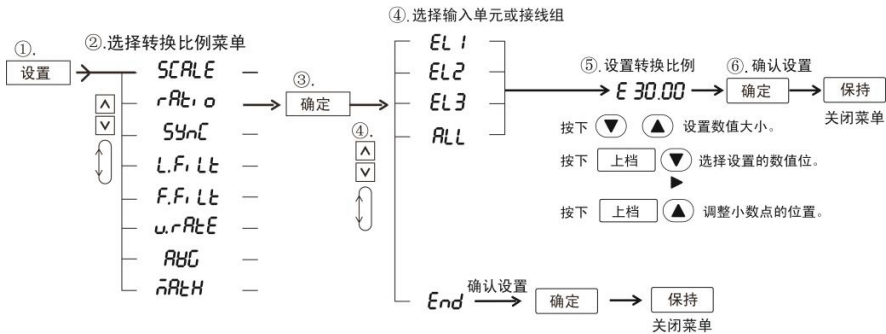 ①.
设置
②.选择转换比例菜单
SCALE
rAtio
SYnC
L.FiLt
F.FiLt
u.rAtE
AVG
MAtH
③.
确定
④.选择输入单元或接线组
④.
EL1
EL2
EL3
ALL
⑤.设置转换比例
E 30.00
⑥.确认设置
确定
保持
关闭菜单
按下 ▼ ▲ 设置数值大小。
按下 上档 ▼ 选择设置的数值位。
▶
按下 上档 ▲ 调整小数点的位置。
End
确认设置
确定
保持
关闭菜单